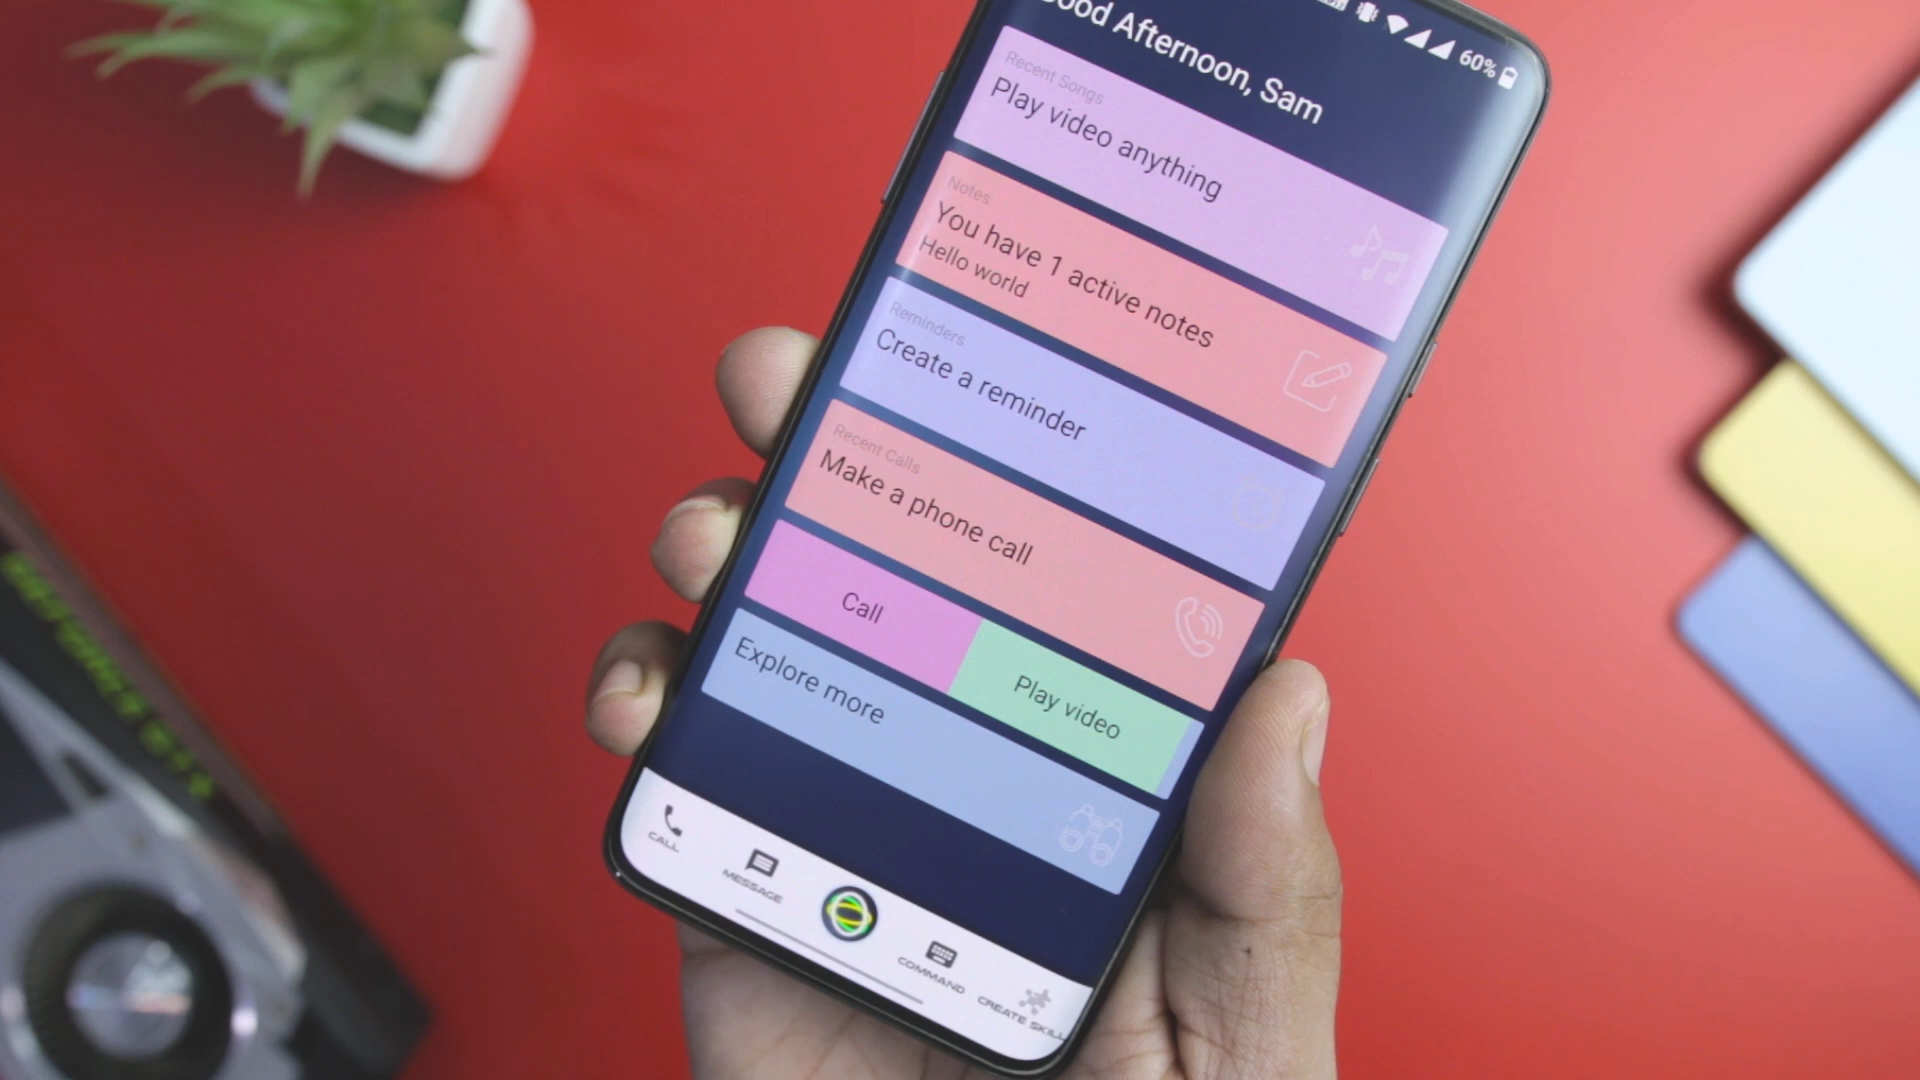 60%
Good Afternoon, Sam
Recent Songs
Play video anything
Notes
You have 1 active notes
Hello world
Reminders
Create a reminder
Recent Calls
Make a phone call
Call
Play video
Explore more
CALL
MESSAGE
COMMAND
CREATE SKILL